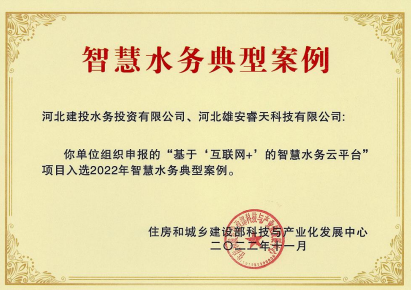 智慧水务典型案例
河北建投水务投资有限公司、河北雄安睿天科技有限公司:
你单位组织申报的“基于‘互联网+’的智慧水务云平台”
项目入选2022年智慧水务典型案例。
住房和城乡建设部科技与产业化发展中心
二〇二二年十一月